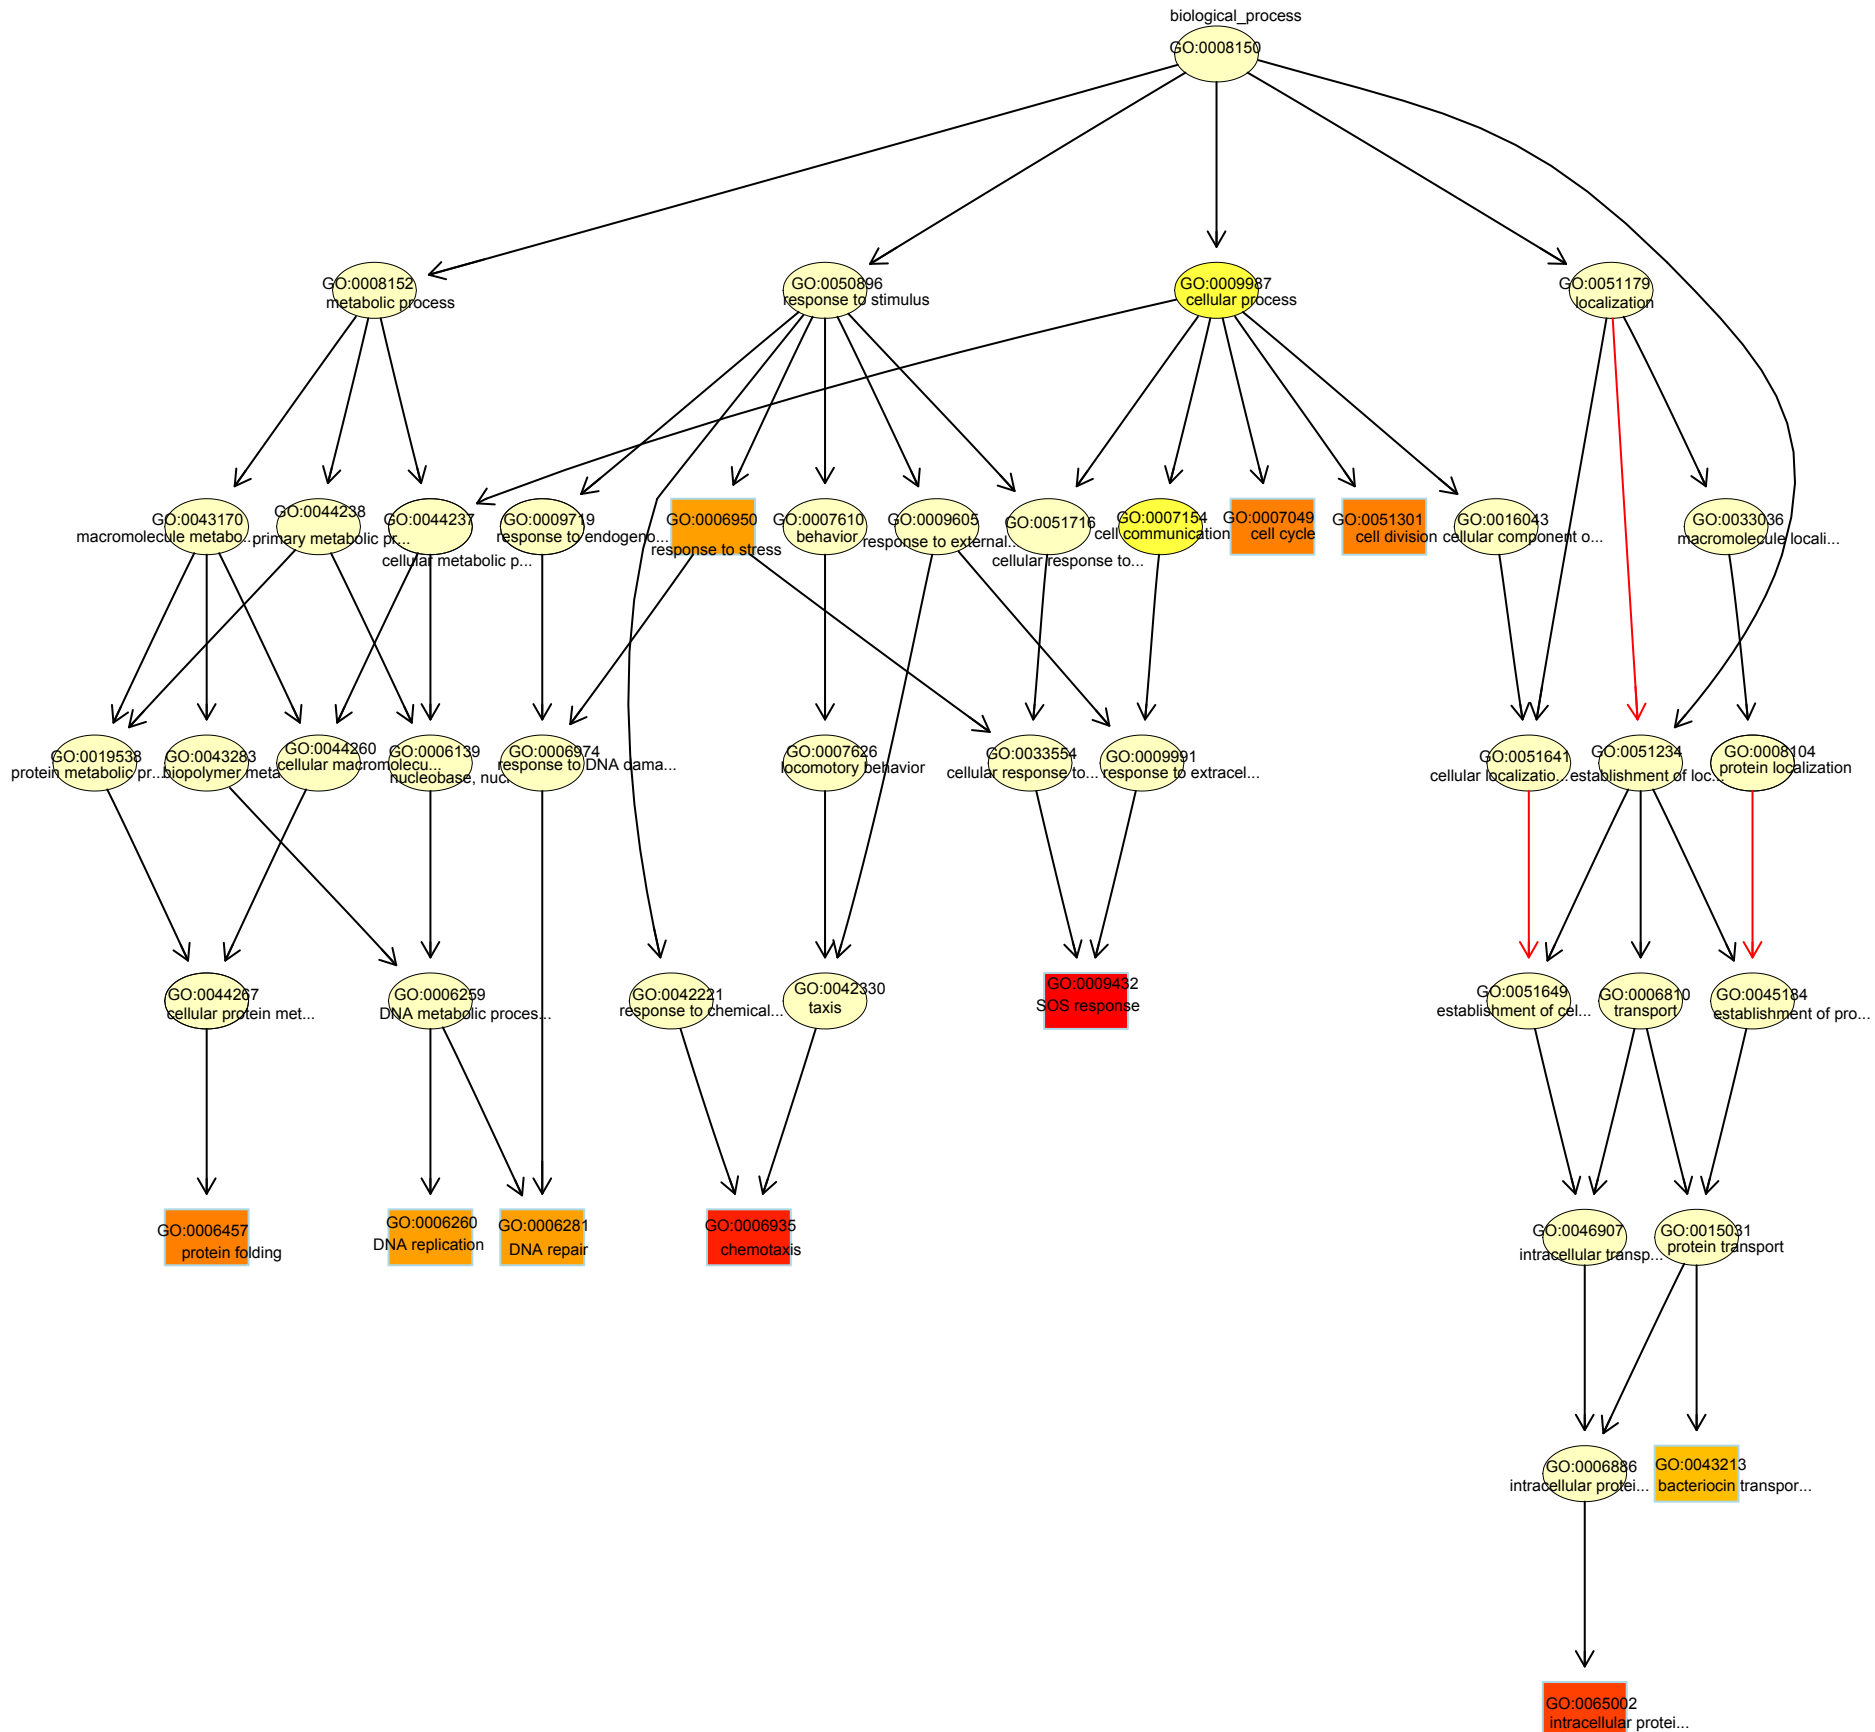 biological_process
GO:0008150
GO:0008152
metabolic process
GO:0050896
response to stimulus
GO:0009987
cellular process
GO:0051179
localization
GO:0043170
macromolecule metabo...
GO:0044238
primary metabolic pr...
GO:0044237
cellular metabolic p...
GO:0009719
response to endogeno...
GO:0006950
response to stress
GO:0007610
behavior
GO:0009605
response to external...
GO:0051716
cellular response to...
GO:0007154
cell communication
GO:0007049
cell cycle
GO:0051301
cell division
GO:0016043
cellular component o...
GO:0033036
macromolecule locali...
GO:0019538
protein metabolic pr...
GO:0043283
biopolymer meta
GO:0044260
cellular macromolecu...
GO:0006139
nucleobase, nucl
GO:0006974
response to DNA dama...
GO:0007626
locomotory behavior
GO:0033554
cellular response to...
GO:0009991
response to extracel...
GO:0051641
cellular localizatio...
GO:0051234
establishment of loc...
GO:0008104
protein localization
GO:0044267
cellular protein met...
GO:0006259
DNA metabolic proces...
GO:0042221
response to chemical...
GO:0042330
taxis
GO:0009432
SOS response
GO:0051649
establishment of cel...
GO:0006810
transport
GO:0045184
establishment of pro...
GO:0006457
protein folding
GO:0006260
DNA replication
GO:0006281
DNA repair
GO:0006935
chemotaxis
GO:0046907
intracellular transp...
GO:0015031
protein transport
GO:0006886
intracellular protei...
GO:0043213
bacteriocin transpor...
GO:0065002
intracellular protei...